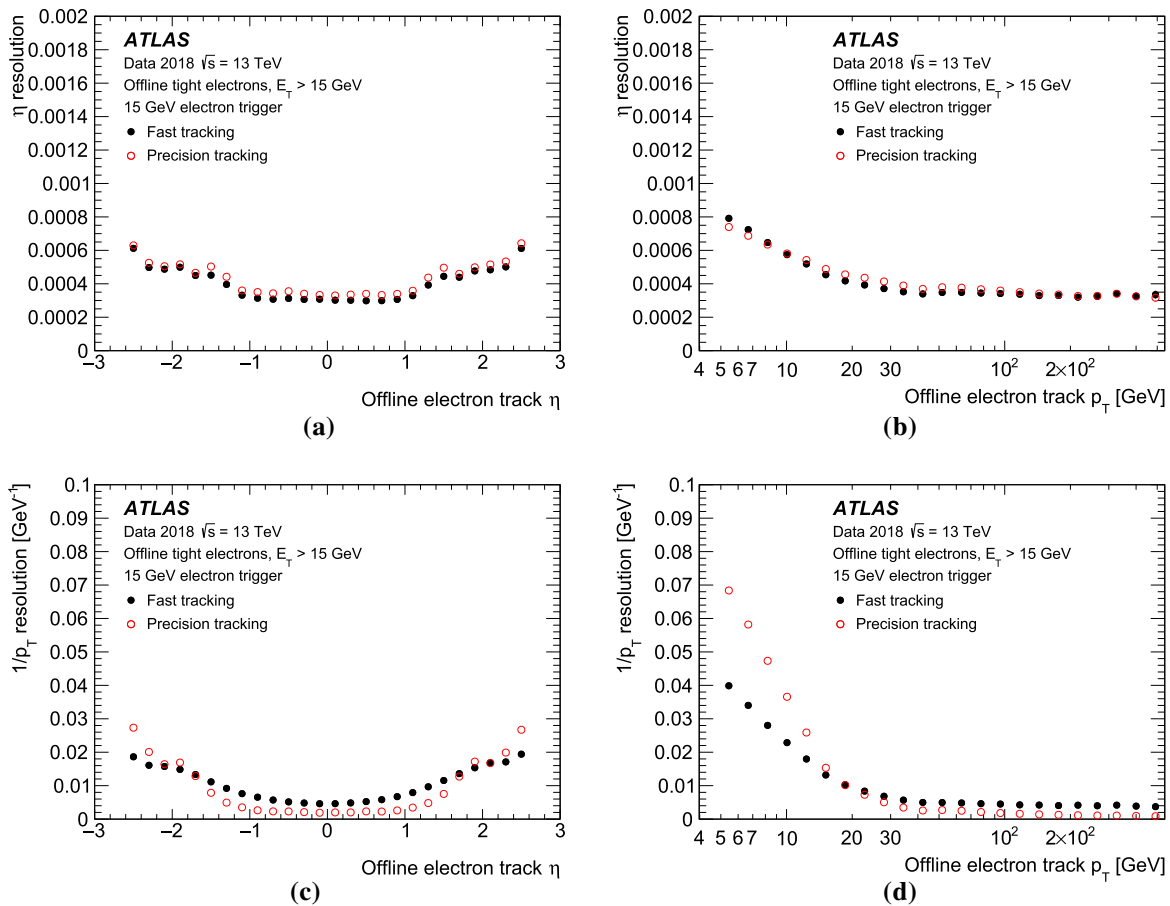 η resolution
0.002
0.0018
0.0016
0.0014
0.0012
0.001
0.0008
0.0006
0.0004
0.0002
0
ATLAS
Data 2018 √s = 13 TeV
Offline tight electrons, E_T > 15 GeV
15 GeV electron trigger
Fast tracking
Precision tracking
−3 −2 −1 0 1 2 3
Offline electron track η
(a)
η resolution
0.002
0.0018
0.0016
0.0014
0.0012
0.001
0.0008
0.0006
0.0004
0.0002
0
ATLAS
Data 2018 √s = 13 TeV
Offline tight electrons, E_T > 15 GeV
15 GeV electron trigger
Fast tracking
Precision tracking
4 5 6 7 10 20 30 10² 2×10²
Offline electron track p_T [GeV]
(b)
1/p_T resolution [GeV⁻¹]
0.1
0.09
0.08
0.07
0.06
0.05
0.04
0.03
0.02
0.01
0
ATLAS
Data 2018 √s = 13 TeV
Offline tight electrons, E_T > 15 GeV
15 GeV electron trigger
Fast tracking
Precision tracking
−3 −2 −1 0 1 2 3
Offline electron track η
(c)
1/p_T resolution [GeV⁻¹]
0.1
0.09
0.08
0.07
0.06
0.05
0.04
0.03
0.02
0.01
0
ATLAS
Data 2018 √s = 13 TeV
Offline tight electrons, E_T > 15 GeV
15 GeV electron trigger
Fast tracking
Precision tracking
4 5 6 7 10 20 30 10² 2×10²
Offline electron track p_T [GeV]
(d)